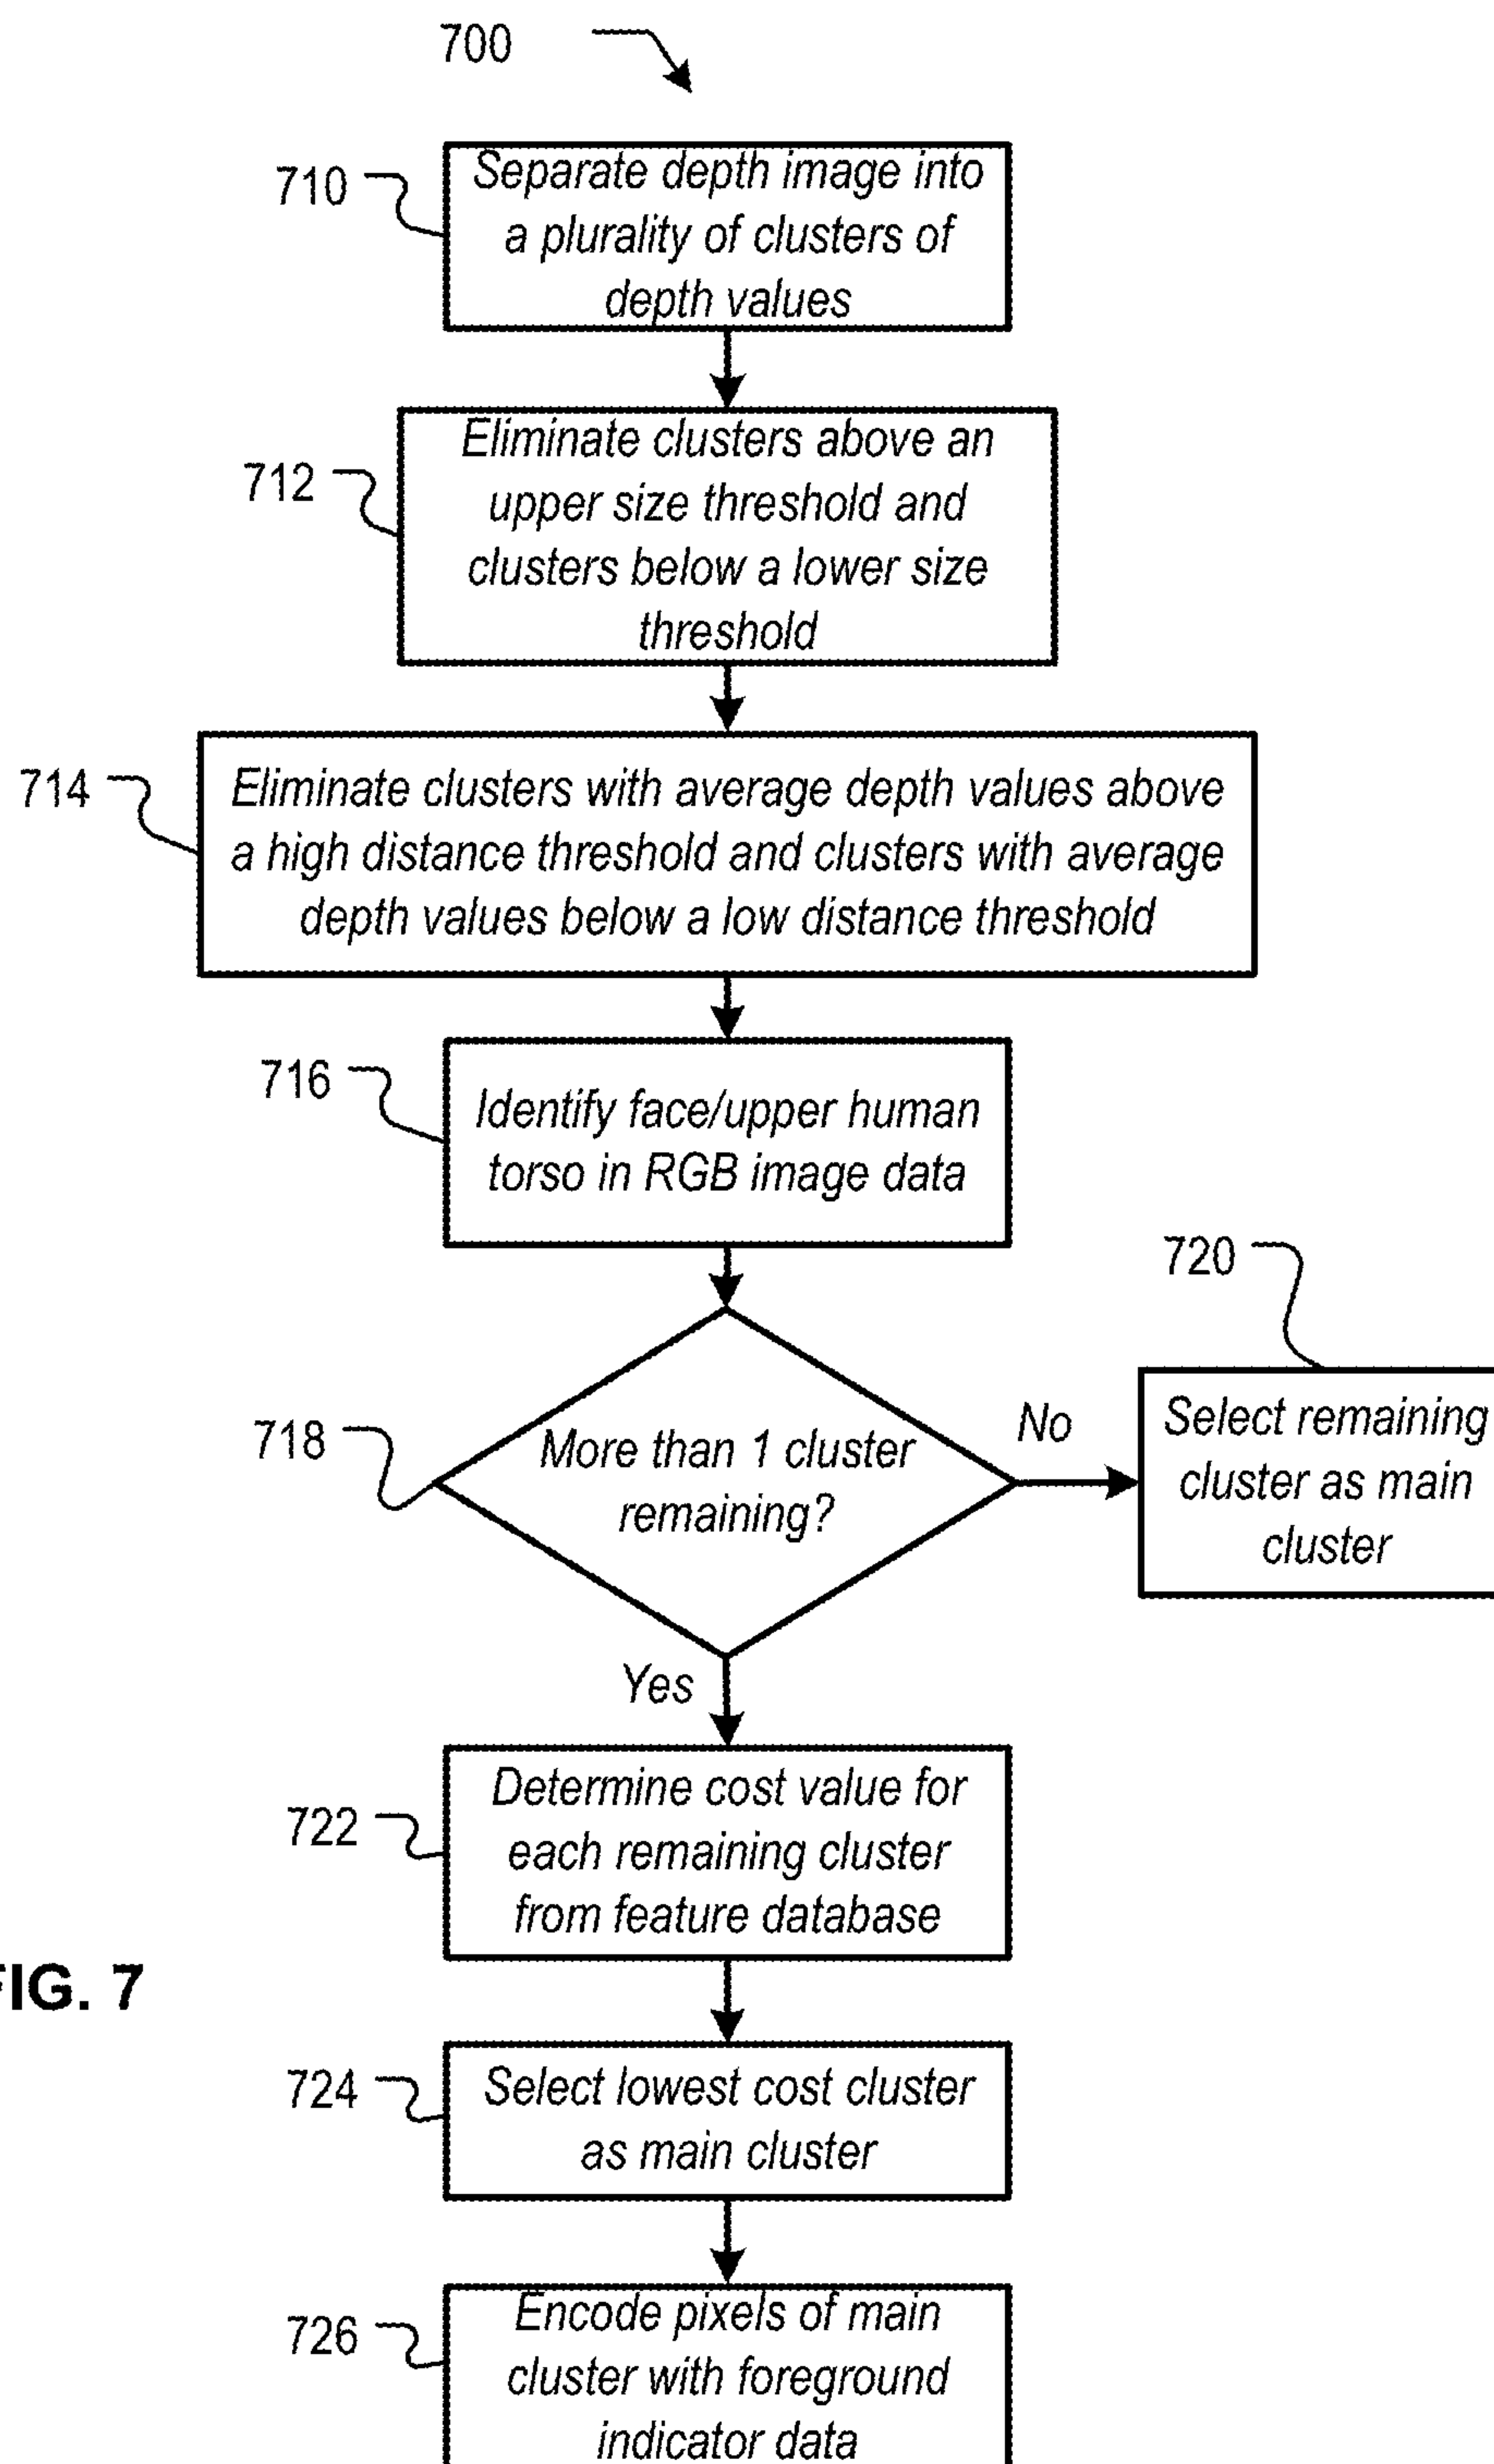 700
710
Separate depth image into
a plurality of clusters of
depth values
712
Eliminate clusters above an
upper size threshold and
clusters below a lower size
threshold
714
Eliminate clusters with average depth values above
a high distance threshold and clusters with average
depth values below a low distance threshold
716
Identify face/upper human
torso in RGB image data
718
More than 1 cluster
remaining?
No
720
Select remaining
cluster as main
cluster
Yes
722
Determine cost value for
each remaining cluster
from feature database
FIG. 7
724
Select lowest cost cluster
as main cluster
726
Encode pixels of main
cluster with foreground
indicator data